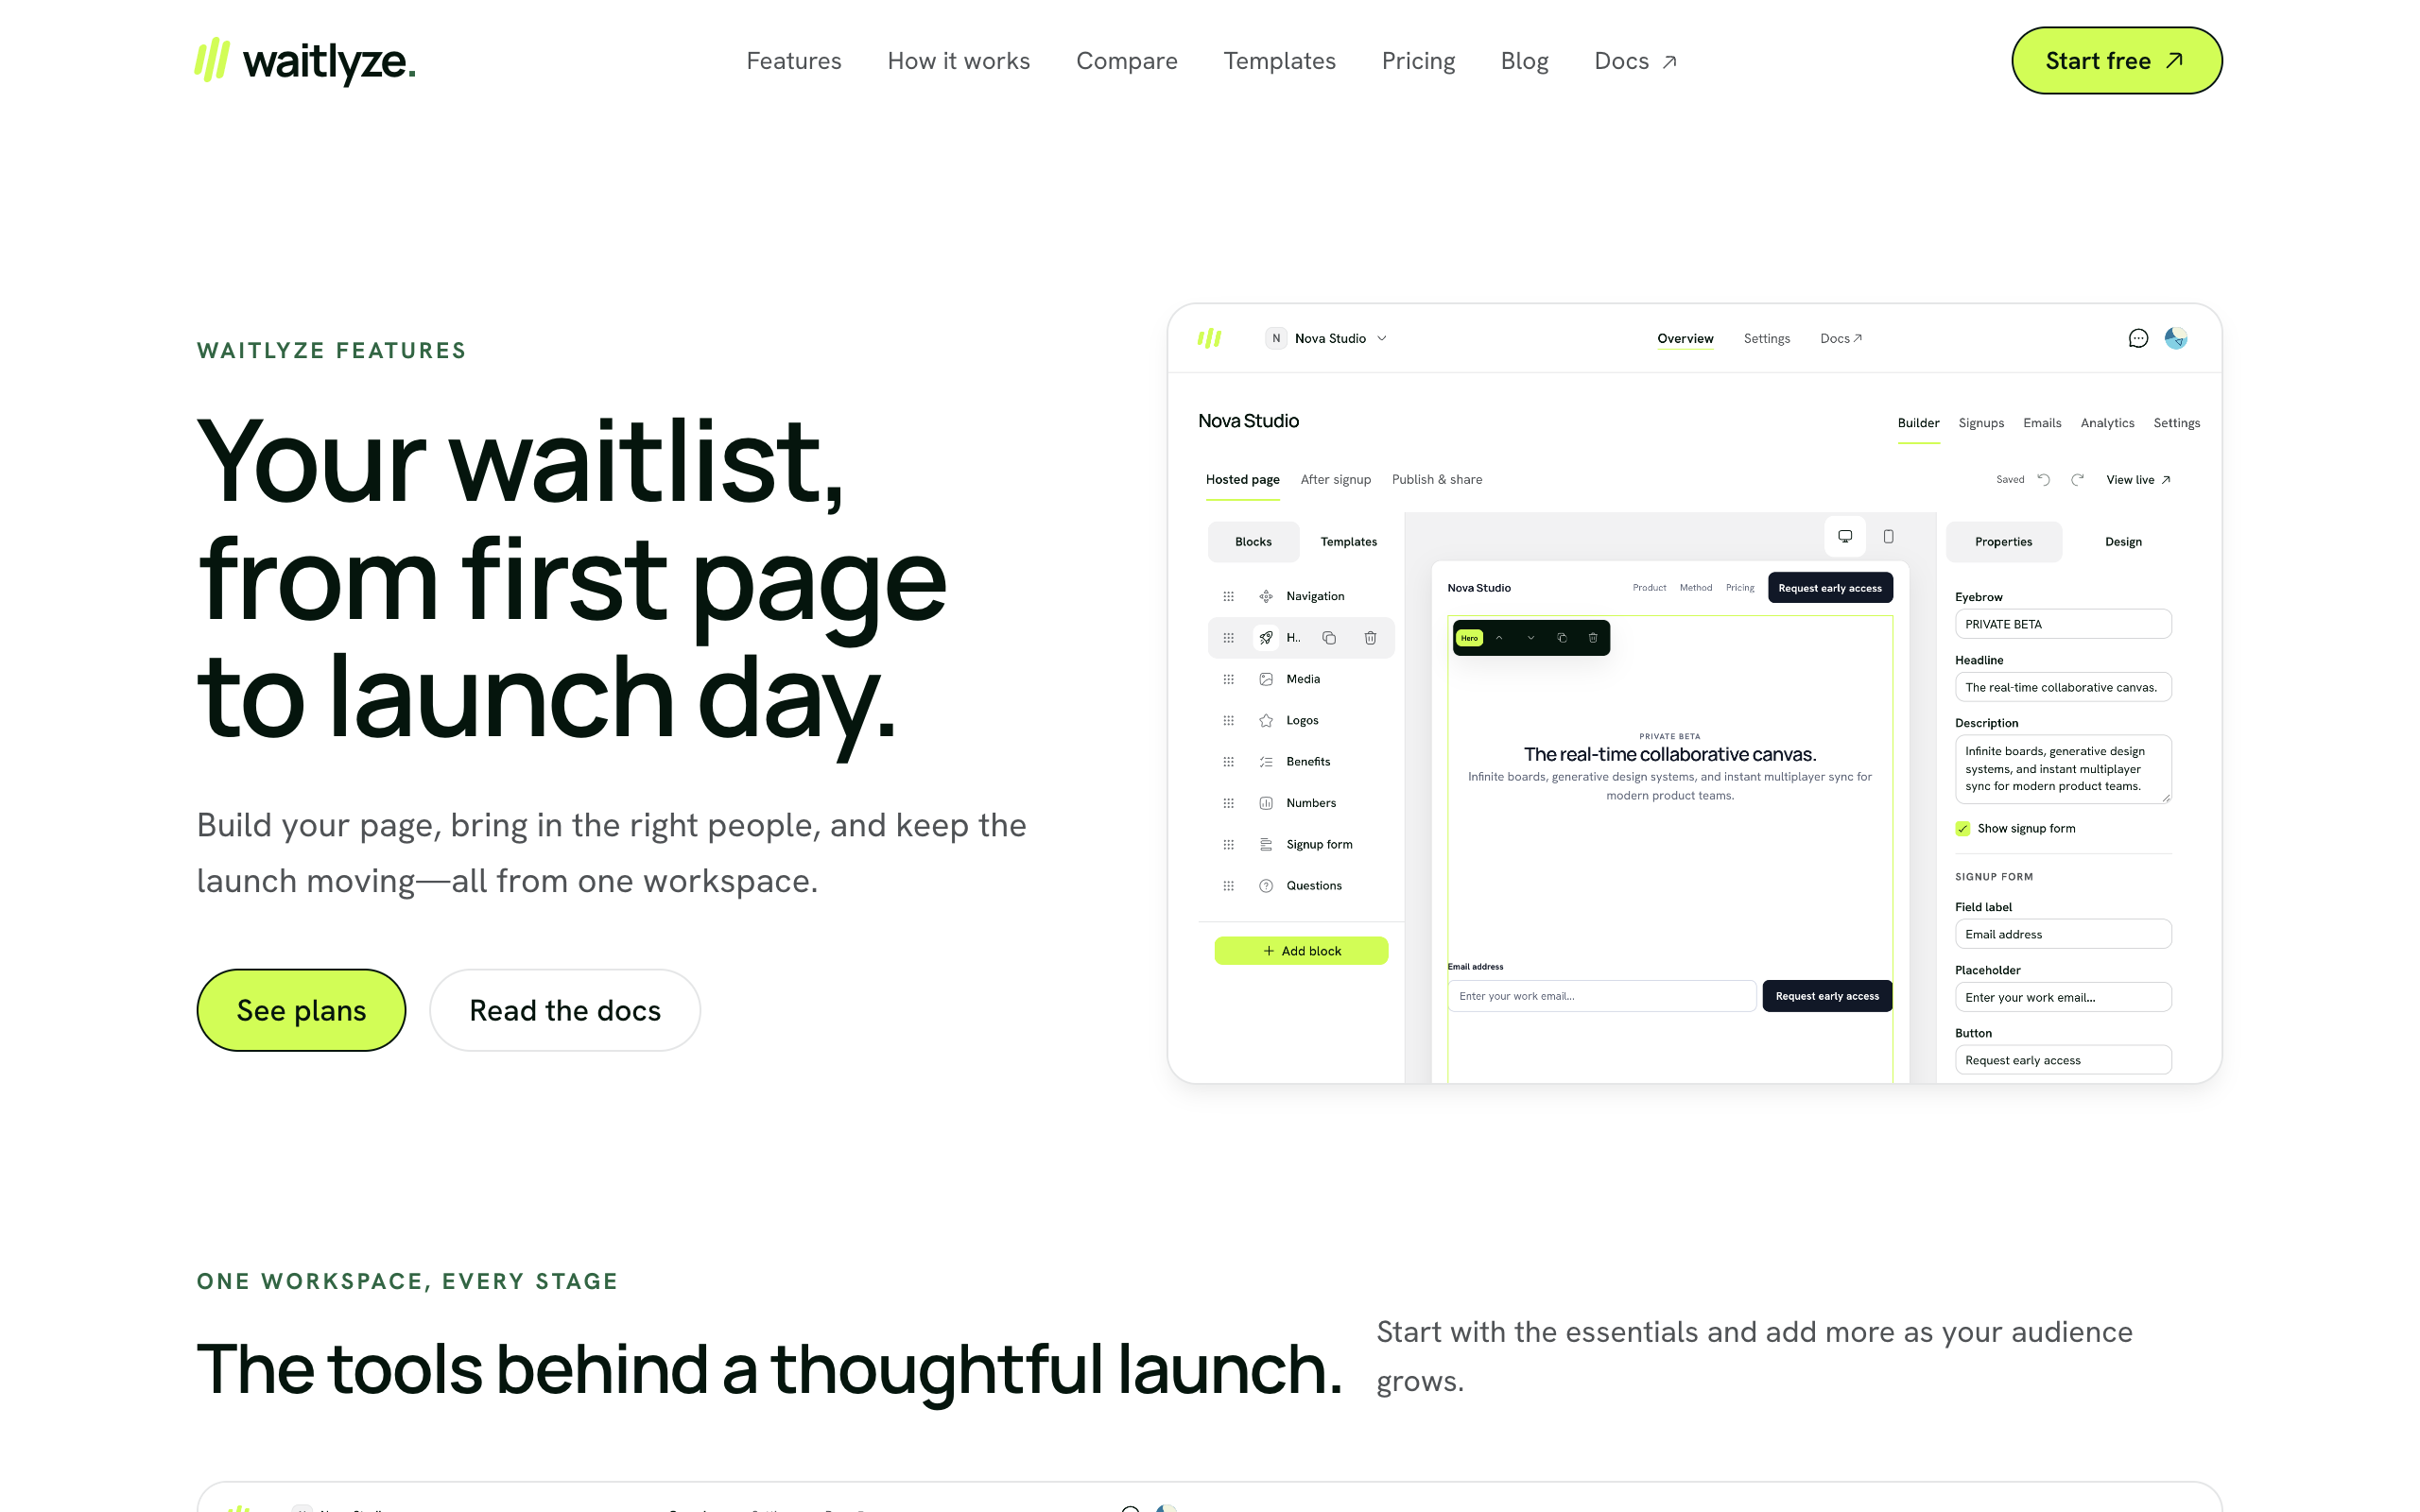 waitlyze.
Features How it works Compare Templates Pricing Blog Docs
Start free
WAITLYZE FEATURES
Your waitlist,
from first page
to launch day.
Build your page, bring in the right people, and keep the
launch moving—all from one workspace.
See plans Read the docs
N Nova Studio
Overview Settings Docs
Nova Studio
Builder Signups Emails Analytics Settings
Hosted page After signup Publish & share
Saved View live
Blocks Templates
Navigation
H..
Media
Logos
Benefits
Numbers
Signup form
Questions
Add block
Nova Studio Product Method Pricing Request early access
Hero
PRIVATE BETA
The real-time collaborative canvas.
Infinite boards, generative design systems, and instant multiplayer sync for
modern product teams.
Email address
Enter your work email... Request early access
Properties Design
Eyebrow
PRIVATE BETA
Headline
The real-time collaborative canvas.
Description
Infinite boards, generative design
systems, and instant multiplayer
sync for modern product teams.
Show signup form
SIGNUP FORM
Field label
Email address
Placeholder
Enter your work email...
Button
Request early access
ONE WORKSPACE, EVERY STAGE
The tools behind a thoughtful launch.
Start with the essentials and add more as your audience
grows.